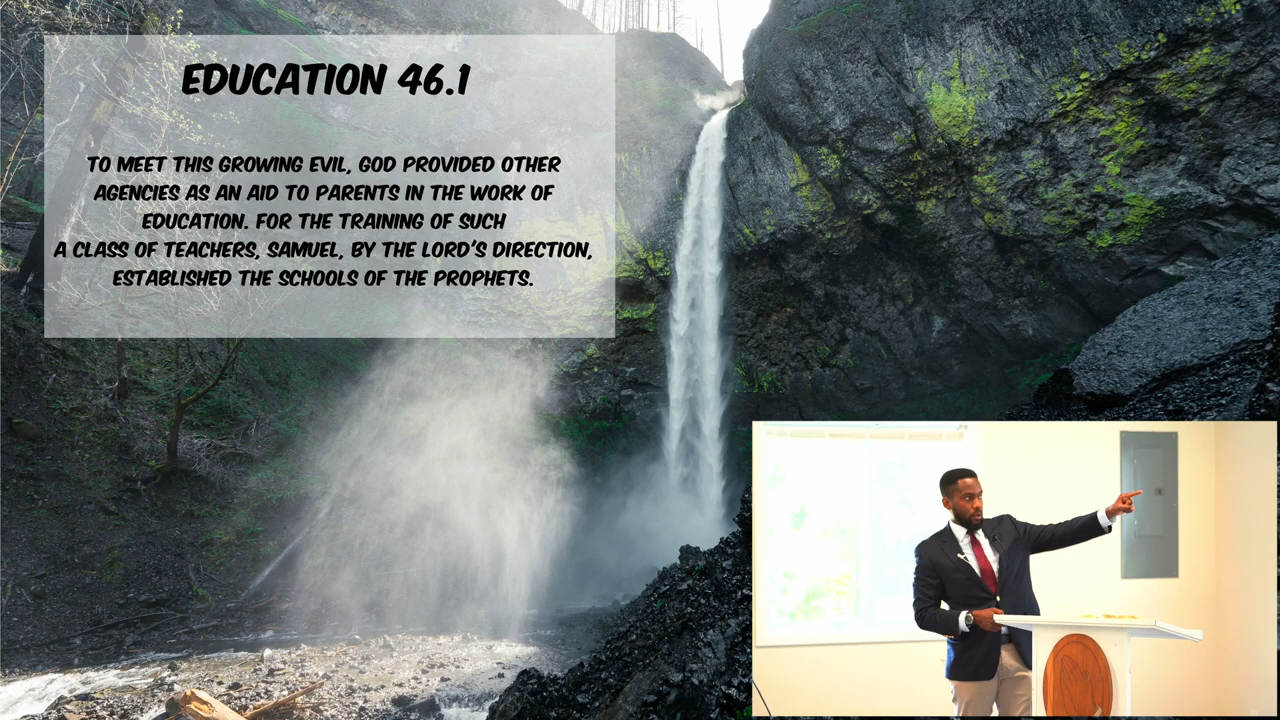 EDUCATION 46.1
TO MEET THIS GROWING EVIL, GOD PROVIDED OTHER
AGENCIES AS AN AID TO PARENTS IN THE WORK OF
EDUCATION. FOR THE TRAINING OF SUCH
A CLASS OF TEACHERS, SAMUEL, BY THE LORD'S DIRECTION,
ESTABLISHED THE SCHOOLS OF THE PROPHETS.